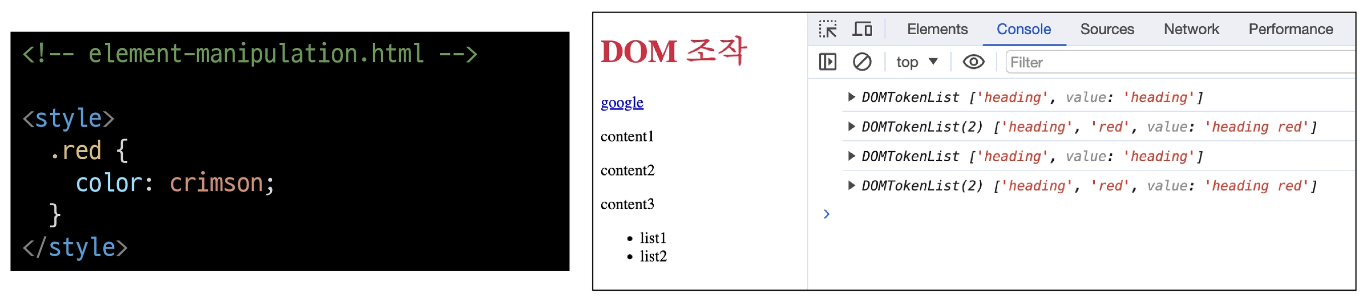 <!-- element-manipulation.html -->
<style>
.red {
color: crimson;
}
</style>
DOM 조작
google
content1
content2
content3
• list1
• list2
Elements Console Sources Network Performance
top ▼ Filter
▶ DOMTokenList ['heading', value: 'heading']
▶ DOMTokenList(2) ['heading', 'red', value: 'heading red']
▶ DOMTokenList ['heading', value: 'heading']
▶ DOMTokenList(2) ['heading', 'red', value: 'heading red']
>